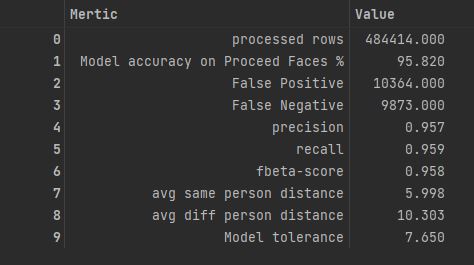 Mertic Value
0 processed rows 484414.000
1 Model accuracy on Proceed Faces % 95.820
2 False Positive 10364.000
3 False Negative 9873.000
4 precision 0.957
5 recall 0.959
6 fbeta-score 0.958
7 avg same person distance 5.998
8 avg diff person distance 10.303
9 Model tolerance 7.650